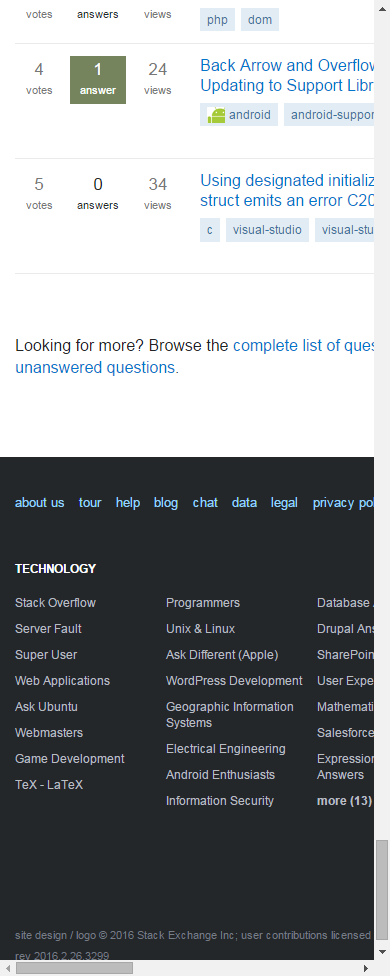 votes answers views
php dom
4 1 24 Back Arrow and Overflow
votes answer views Updating to Support Libr
android android-suppor
5 0 34 Using designated initializ
votes answers views struct emits an error C20
c visual-studio visual-stu
Looking for more? Browse the complete list of ques
unanswered questions.
about us tour help blog chat data legal privacy pol
TECHNOLOGY
Stack Overflow Programmers Database
Server Fault Unix & Linux Drupal Ans
Super User Ask Different (Apple) SharePoin
Web Applications WordPress Development User Expe
Ask Ubuntu Geographic Information Systems Mathemati
Webmasters Electrical Engineering Salesforce
Game Development Android Enthusiasts Expression Answers
TeX - LaTeX Information Security more (13)
site design / logo © 2016 Stack Exchange Inc; user contributions licensed
rev 2016.2.26.3299